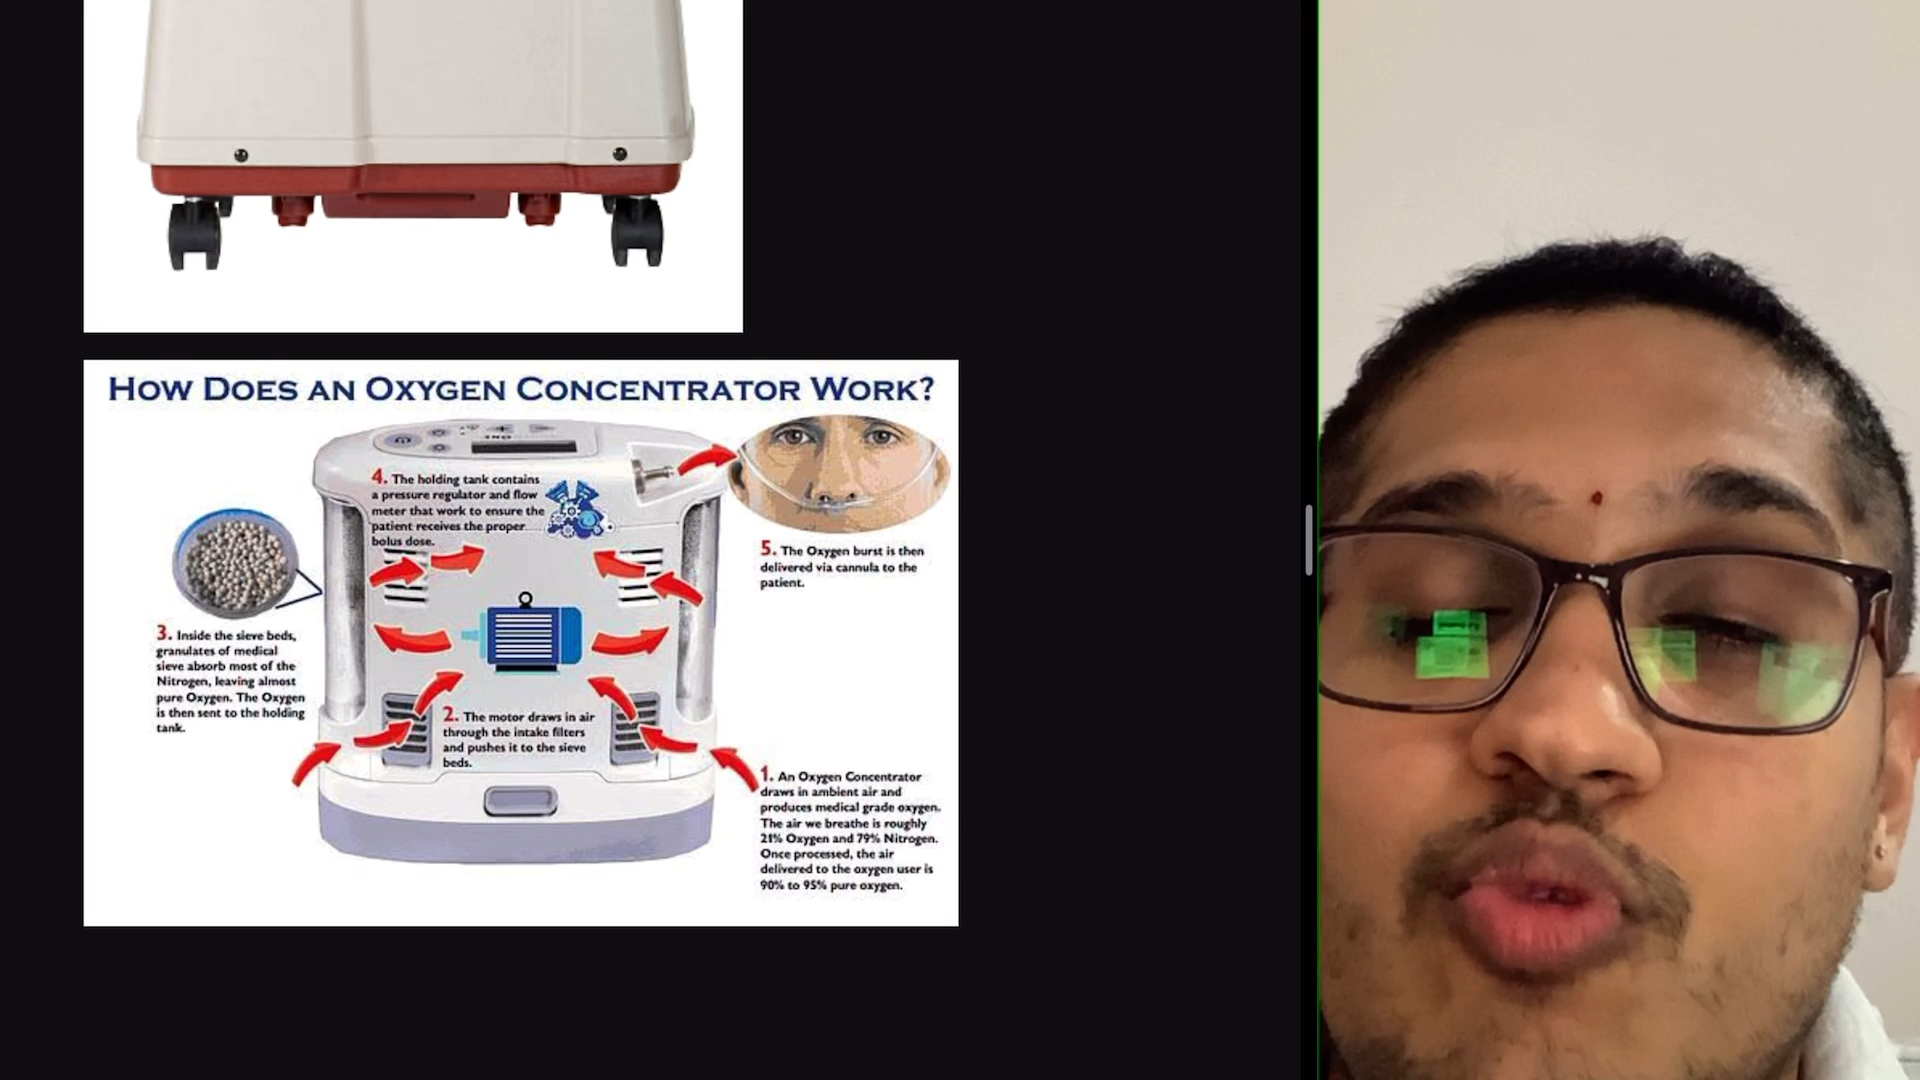 HOW DOES AN OXYGEN CONCENTRATOR WORK?
4. The holding tank contains
a pressure regulator and flow
meter that work to ensure the
patient receives the proper
bolus dose.
5. The Oxygen burst is then
delivered via cannula to the
patient.
3. Inside the sieve beds,
granulates of medical
sieve absorb most of the
Nitrogen, leaving almost
pure Oxygen. The Oxygen
is then sent to the holding
tank.
2. The motor draws in air
through the intake filters
and pushes it to the sieve
beds.
1. An Oxygen Concentrator
draws in ambient air and
produces medical grade oxygen.
The air we breathe is roughly
21% Oxygen and 79% Nitrogen.
Once processed, the air
delivered to the oxygen user is
90% to 95% pure oxygen.